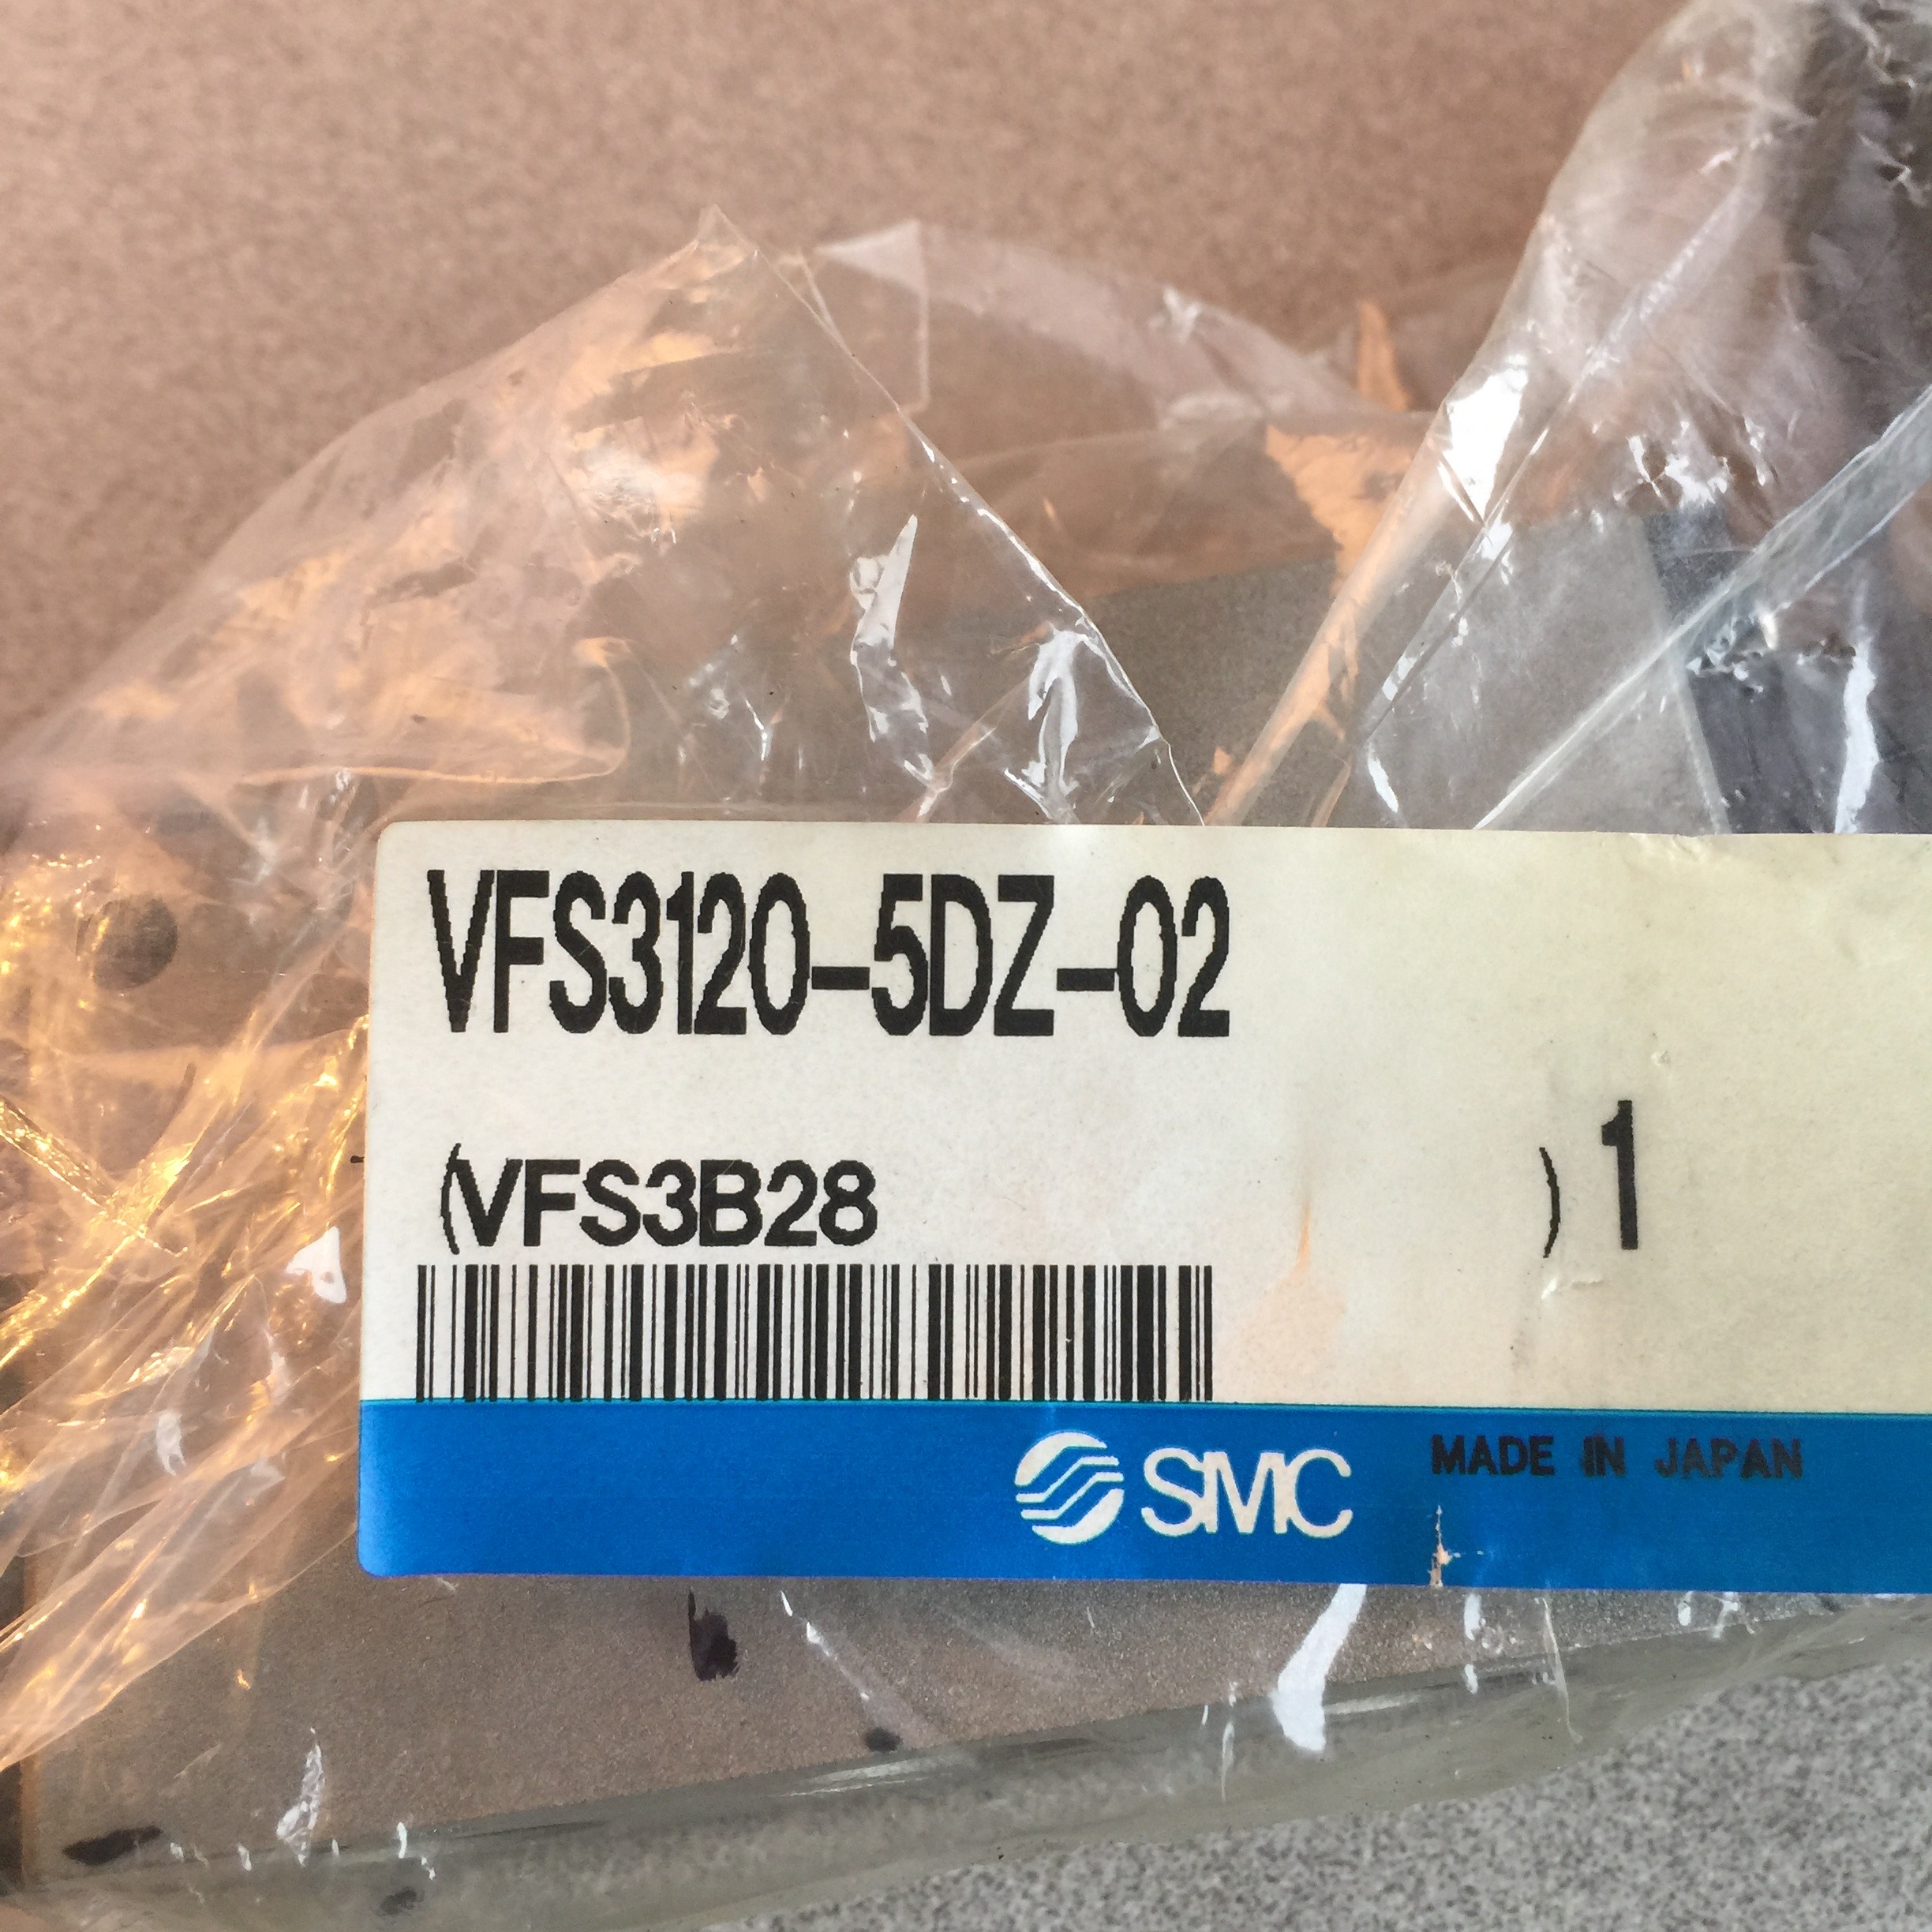 VFS3120-5DZ-02
(VFS3B28 ) 1
SMC MADE IN JAPAN